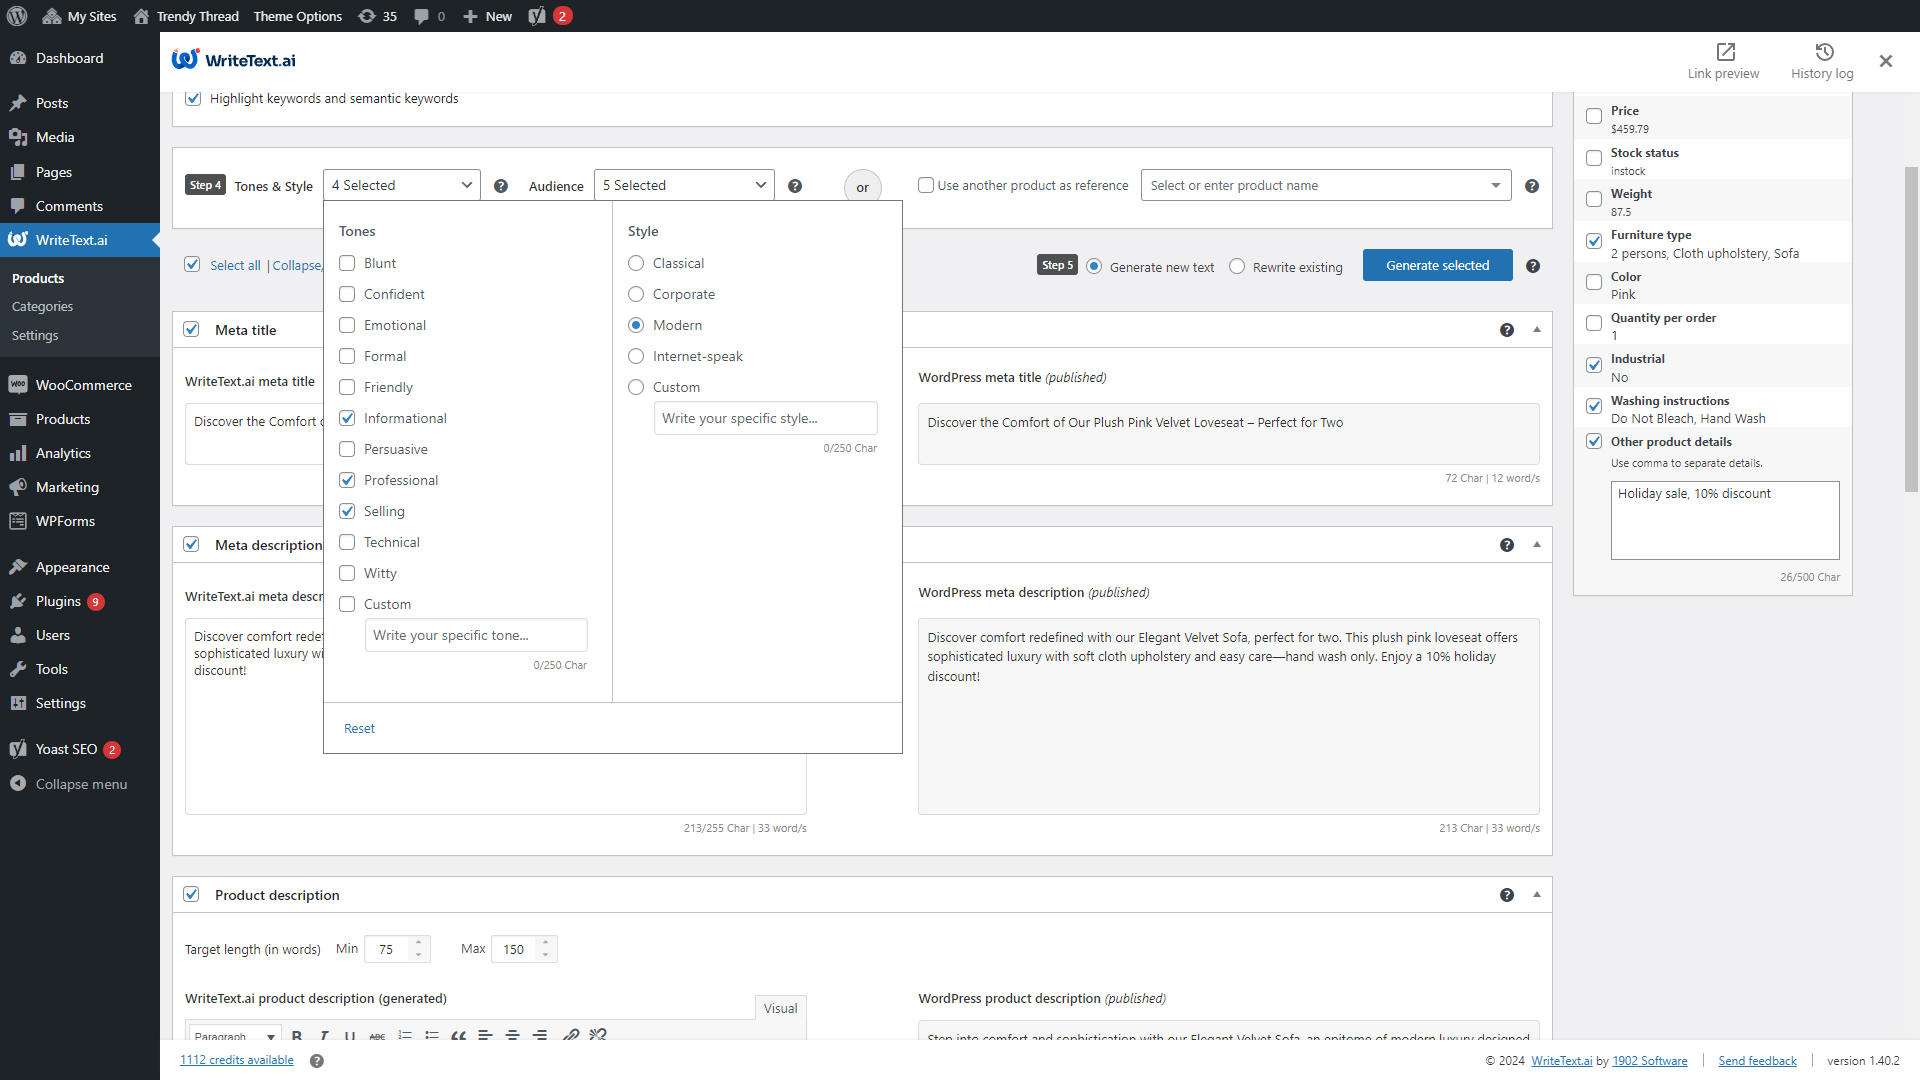 My Sites
Trendy Thread
Theme Options
35
0
New
2
Dashboard
Posts
Media
Pages
Comments
WriteText.ai
Products
Categories
Settings
WooCommerce
Products
Analytics
Marketing
WPForms
Appearance
Plugins 9
Users
Tools
Settings
Yoast SEO 2
Collapse menu
WriteText.ai
Link preview
History log
Highlight keywords and semantic keywords
Step 4 Tones & Style 4 Selected Audience 5 Selected or Use another product as reference Select or enter product name
Select all | Collapse/
Step 5 Generate new text Rewrite existing Generate selected
Tones
Blunt
Confident
Emotional
Formal
Friendly
Informational
Persuasive
Professional
Selling
Technical
Witty
Custom
Write your specific tone...
0/250 Char
Style
Classical
Corporate
Modern
Internet-speak
Custom
Write your specific style...
0/250 Char
Reset
Meta title
WriteText.ai meta title
Discover the Comfort
WordPress meta title (published)
Discover the Comfort of Our Plush Pink Velvet Loveseat – Perfect for Two
72 Char | 12 word/s
Meta description
WriteText.ai meta descr
Discover comfort rede
sophisticated luxury wi
discount!
213/255 Char | 33 word/s
WordPress meta description (published)
Discover comfort redefined with our Elegant Velvet Sofa, perfect for two. This plush pink loveseat offers
sophisticated luxury with soft cloth upholstery and easy care—hand wash only. Enjoy a 10% holiday
discount!
213 Char | 33 word/s
Product description
Target length (in words) Min 75 Max 150
WriteText.ai product description (generated)
Visual
Paragraph
B I U ABC
WordPress product description (published)
Step into comfort and sophistication with our Elegant Velvet Sofa, an epitome of modern luxury designed
Price
$459.79
Stock status
instock
Weight
87.5
Furniture type
2 persons, Cloth upholstery, Sofa
Color
Pink
Quantity per order
1
Industrial
No
Washing instructions
Do Not Bleach, Hand Wash
Other product details
Use comma to separate details.
Holiday sale, 10% discount
26/500 Char
1112 credits available
© 2024 WriteText.ai by 1902 Software
Send feedback
version 1.40.2